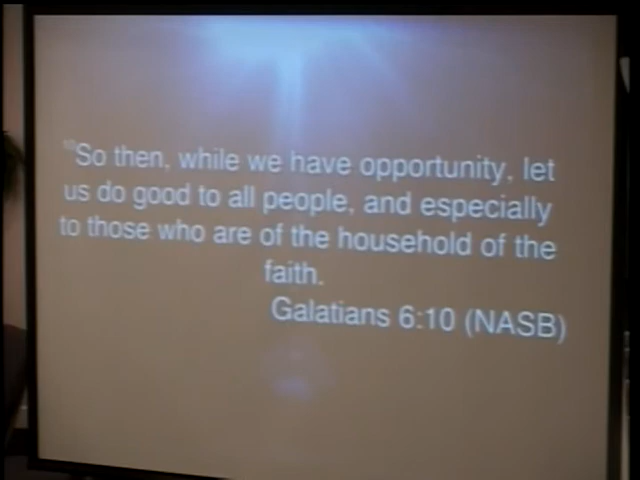 "So then, while we have opportunity, let
us do good to all people, and especially
to those who are of the household of the
faith.
Galatians 6:10 (NASB)